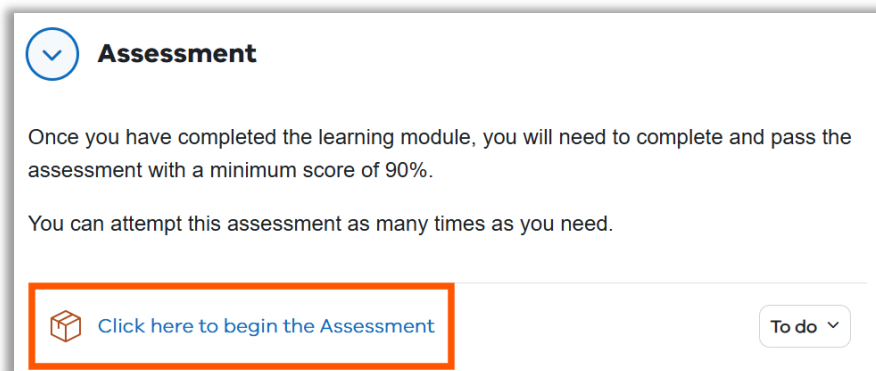 Assessment
Once you have completed the learning module, you will need to complete and pass the
assessment with a minimum score of 90%.
You can attempt this assessment as many times as you need.
Click here to begin the Assessment
To do